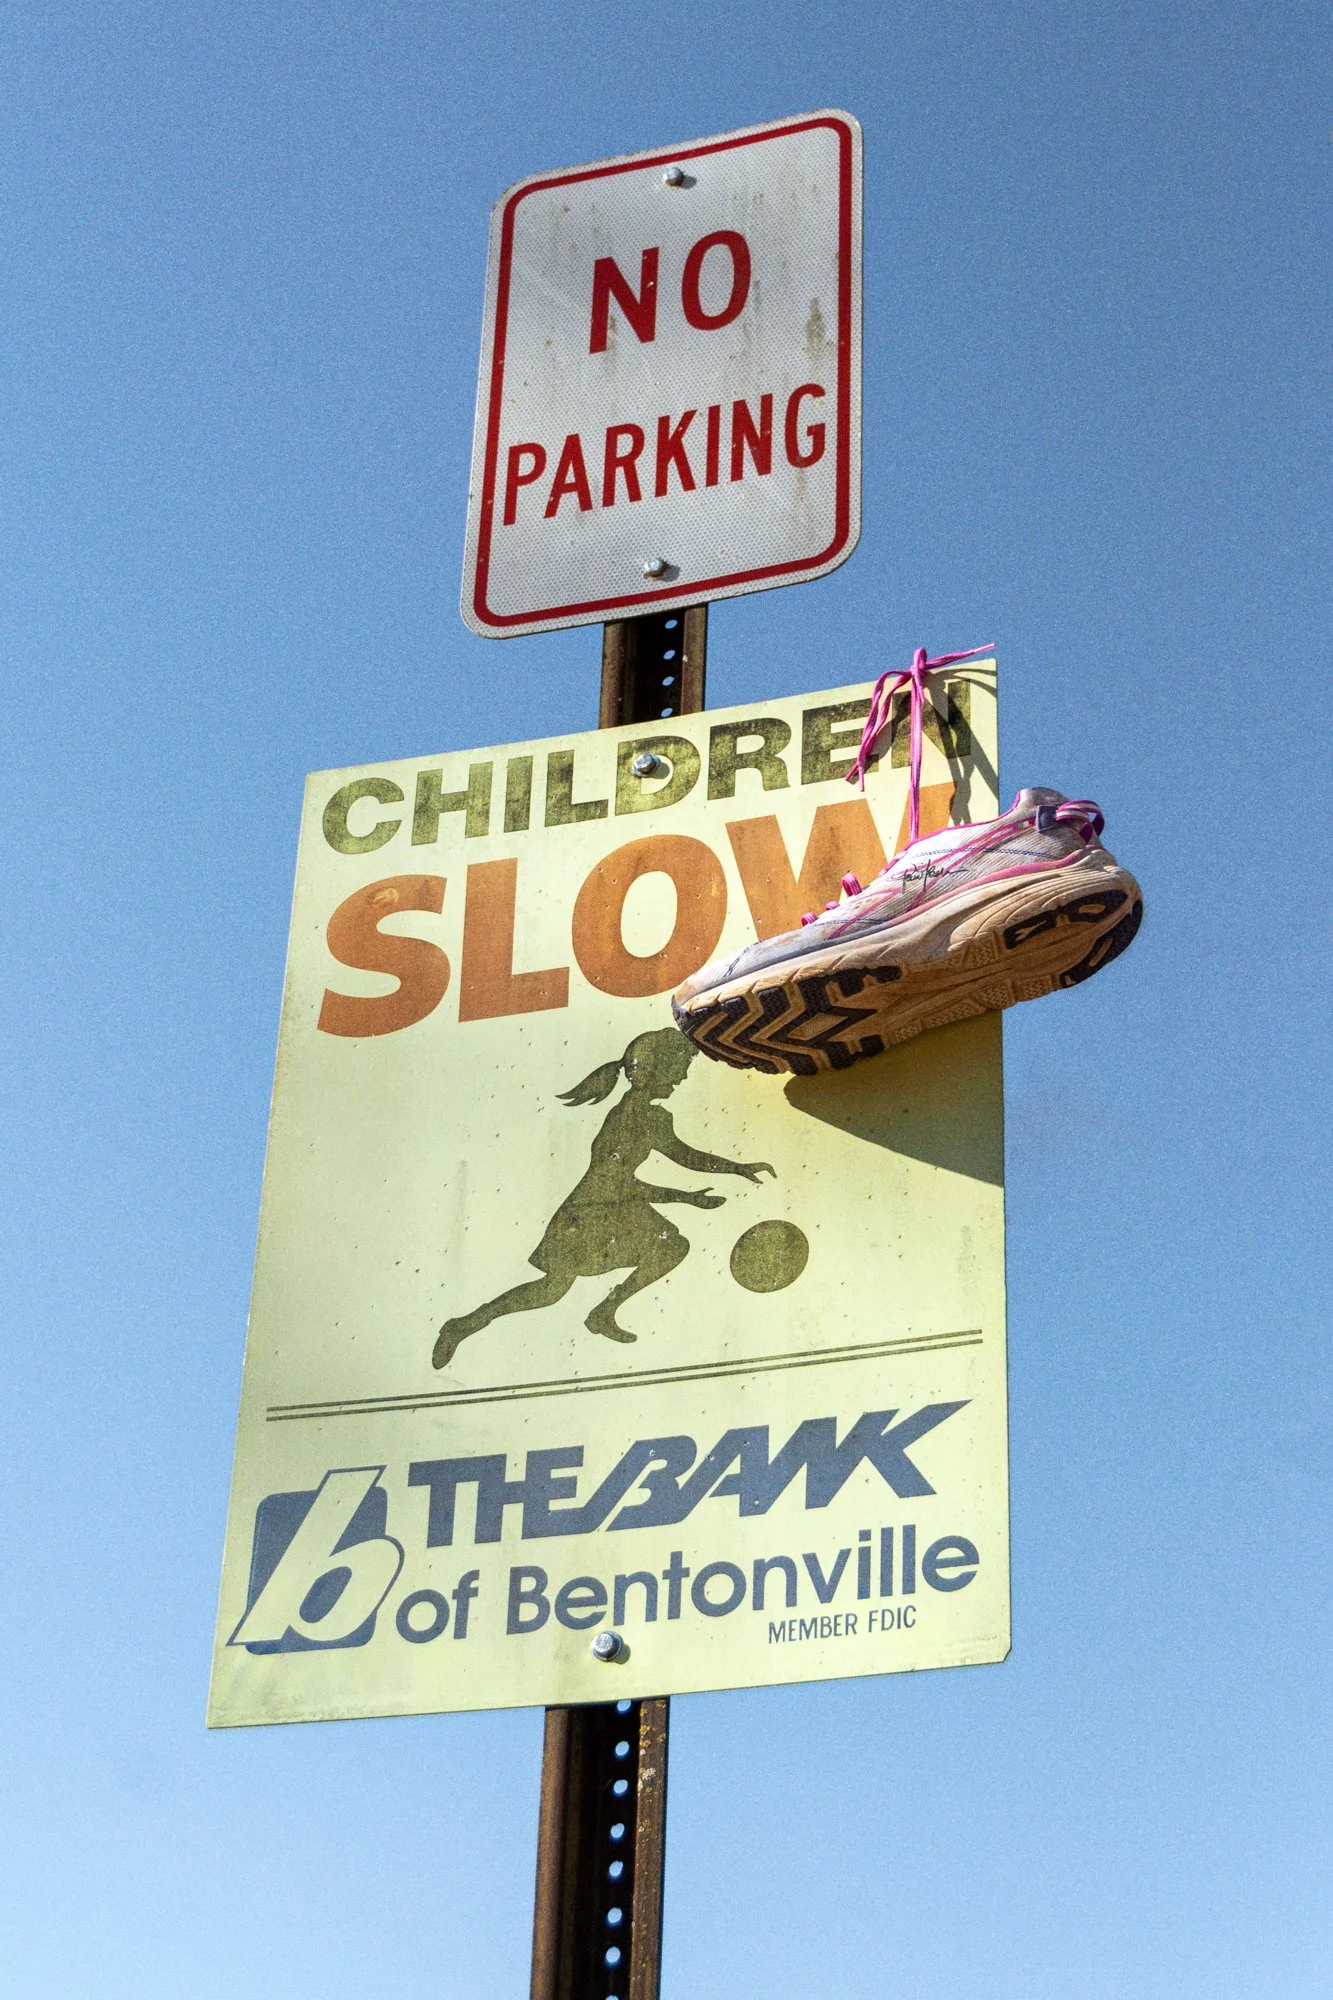 NO
PARKING
CHILDREN
SLOW
b THE BANK
of Bentonville
MEMBER FDIC